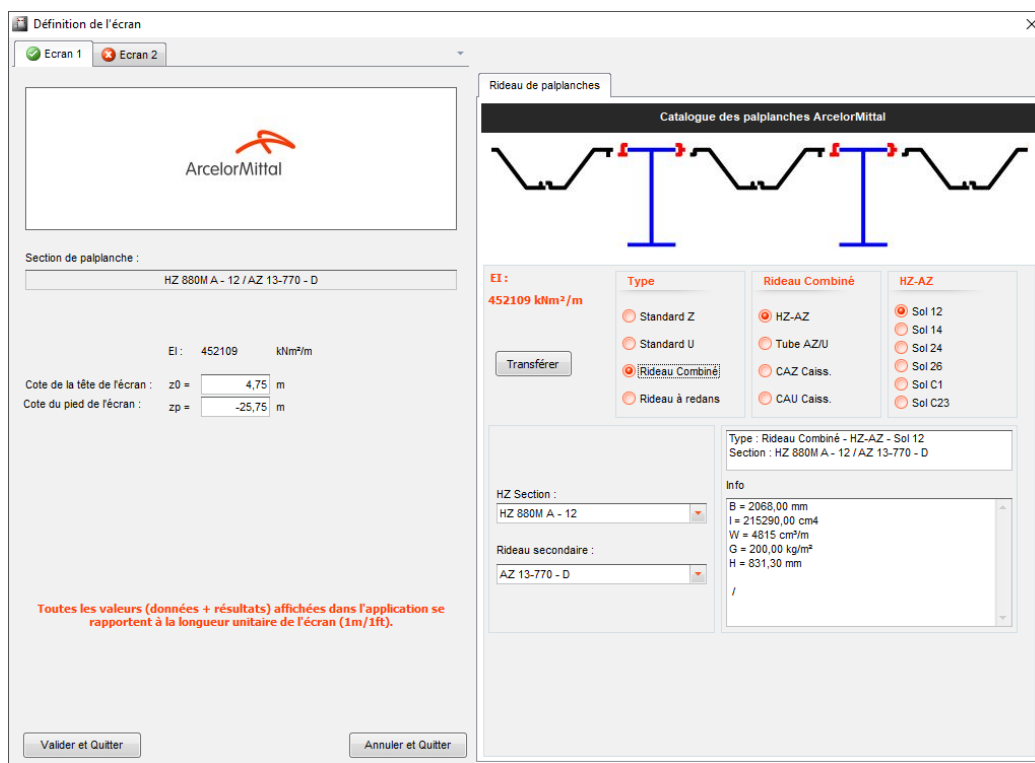 Définition de l'écran
Ecran 1
Ecran 2
ArcelorMittal
Section de palplanche :
HZ 880M A - 12 / AZ 13-770 - D
EI : 452109 kNm²/m
Cote de la tête de l'écran : z0 = 4,75 m
Cote du pied de l'écran : zp = -25,75 m
Toutes les valeurs (données + résultats) affichées dans l'application se
rapportent à la longueur unitaire de l'écran (1m/1ft).
Valider et Quitter
Annuler et Quitter
Rideau de palplanches
Catalogue des palplanches ArcelorMittal
EI :
452109 kNm²/m
Transférer
Type
Standard Z
Standard U
Rideau Combiné
Rideau à redans
Rideau Combiné
HZ-AZ
Tube AZ/U
CAZ Caiss.
CAU Caiss.
HZ-AZ
Sol 12
Sol 14
Sol 24
Sol 26
Sol C1
Sol C23
HZ Section :
HZ 880M A - 12
Rideau secondaire :
AZ 13-770 - D
Type : Rideau Combiné - HZ-AZ - Sol 12
Section : HZ 880M A - 12 / AZ 13-770 - D
Info
B = 2068,00 mm
I = 215290,00 cm4
W = 4815 cm³/m
G = 200,00 kg/m²
H = 831,30 mm
/